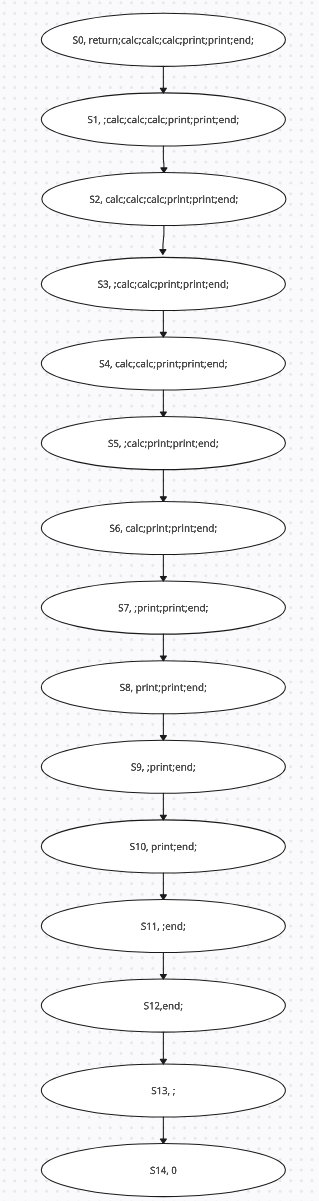 S0, return;calc;calc;calc;print;print;end;
S1, ;calc;calc;calc;print;print;end;
S2, calc;calc;calc;print;print;end;
S3, ;calc;calc;print;print;end;
S4, calc;calc;print;print;end;
S5, ;calc;print;print;end;
S6, calc;print;print;end;
S7, ;print;print;end;
S8, print;print;end;
S9, ;print;end;
S10, print;end;
S11, ;end;
S12,end;
S13, ;
S14, 0